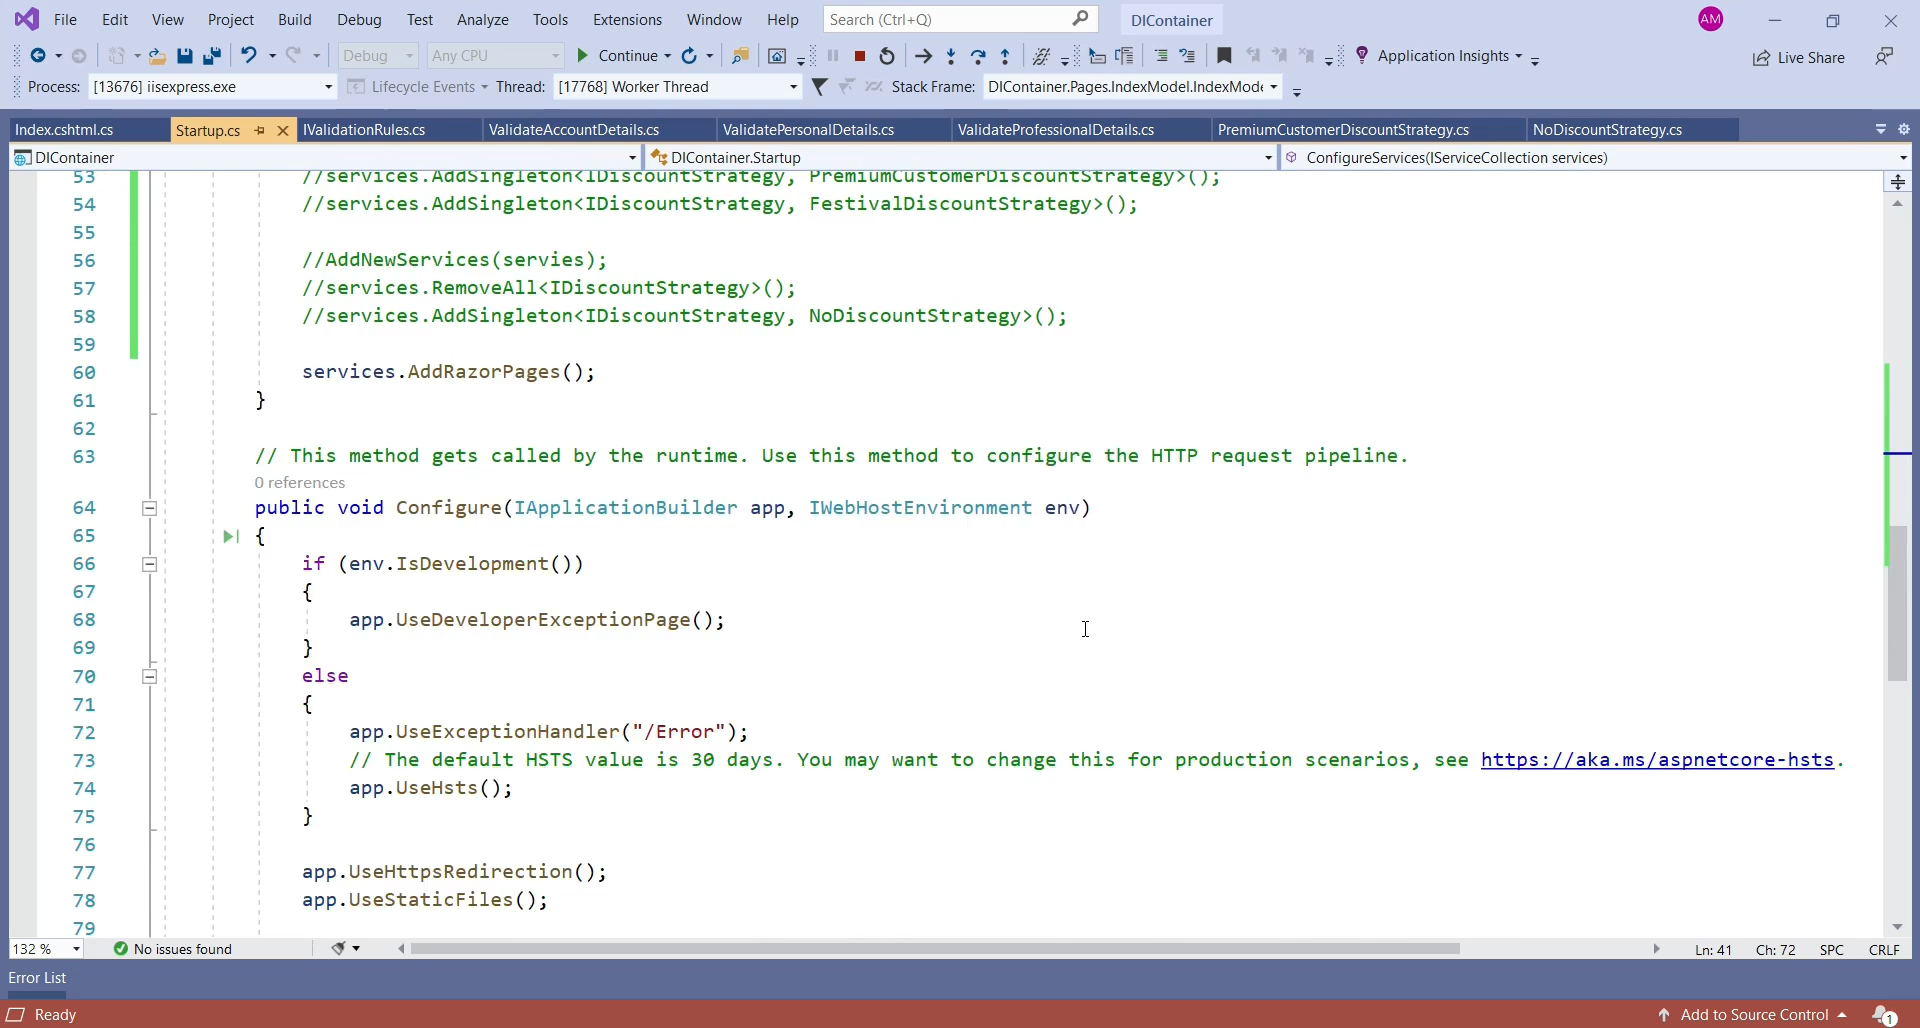 File Edit View Project Build Debug Test Analyze Tools Extensions Window Help Search (Ctrl+Q) DIContainer AM
Debug Any CPU Continue Application Insights Live Share
Process: [13676] iisexpress.exe Lifecycle Events Thread: [17768] Worker Thread Stack Frame: DIContainer.Pages.IndexModel.IndexMode
Index.cshtml.cs Startup.cs IValidationRules.cs ValidateAccountDetails.cs ValidatePersonalDetails.cs ValidateProfessionalDetails.cs PremiumCustomerDiscountStrategy.cs NoDiscountStrategy.cs
DIContainer DIContainer.Startup ConfigureServices(IServiceCollection services)
53 //services.AddSingleton<IDiscountStrategy, PremiumCustomerDiscountStrategy>();
54 //services.AddSingleton<IDiscountStrategy, FestivalDiscountStrategy>();
55
56 //AddNewServices(servies);
57 //services.RemoveAll<IDiscountStrategy>();
58 //services.AddSingleton<IDiscountStrategy, NoDiscountStrategy>();
59
60 services.AddRazorPages();
61 }
62
63 // This method gets called by the runtime. Use this method to configure the HTTP request pipeline.
0 references
64 public void Configure(IApplicationBuilder app, IWebHostEnvironment env)
65 {
66 if (env.IsDevelopment())
67 {
68 app.UseDeveloperExceptionPage();
69 }
70 else
71 {
72 app.UseExceptionHandler("/Error");
73 // The default HSTS value is 30 days. You may want to change this for production scenarios, see https://aka.ms/aspnetcore-hsts.
74 app.UseHsts();
75 }
76
77 app.UseHttpsRedirection();
78 app.UseStaticFiles();
79
132 % No issues found Ln: 41 Ch: 72 SPC CRLF
Error List
Ready Add to Source Control 1